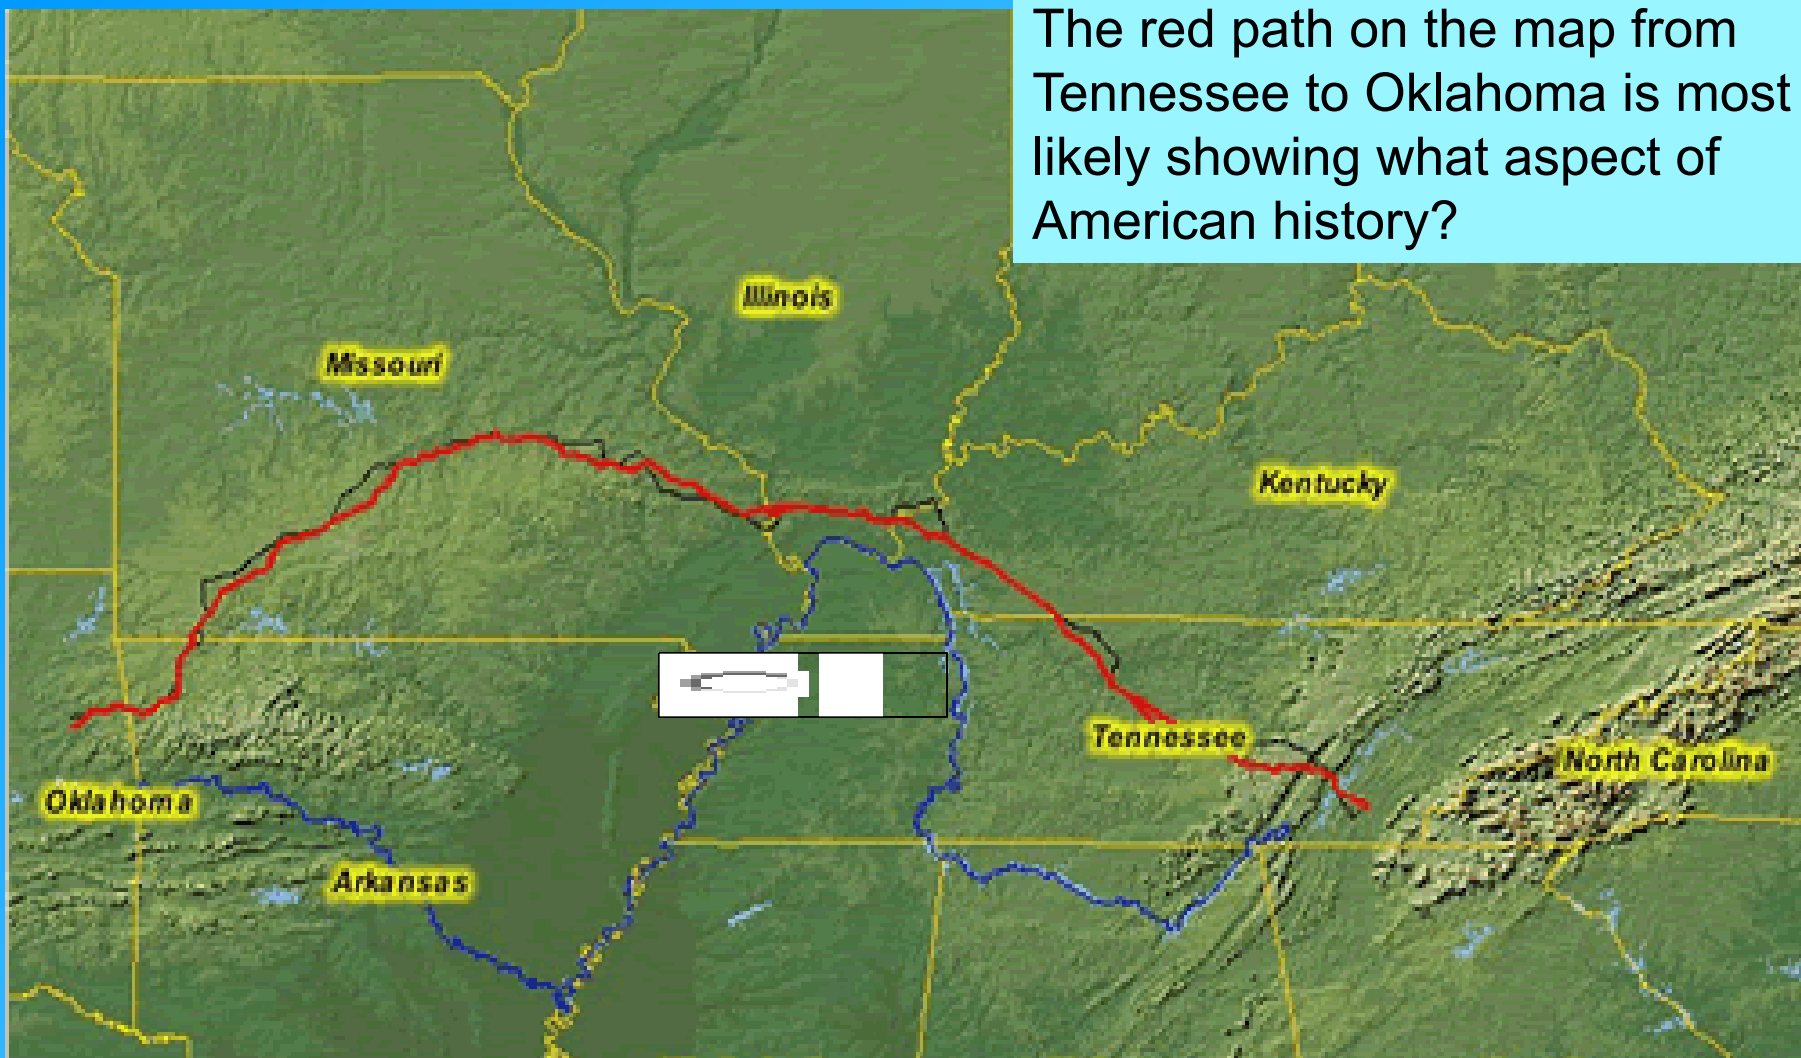 The red path on the map from
Tennessee to Oklahoma is most
likely showing what aspect of
American history?
Illinois
Missouri
Kentucky
Tennessee
North Carolina
Oklahoma
Arkansas